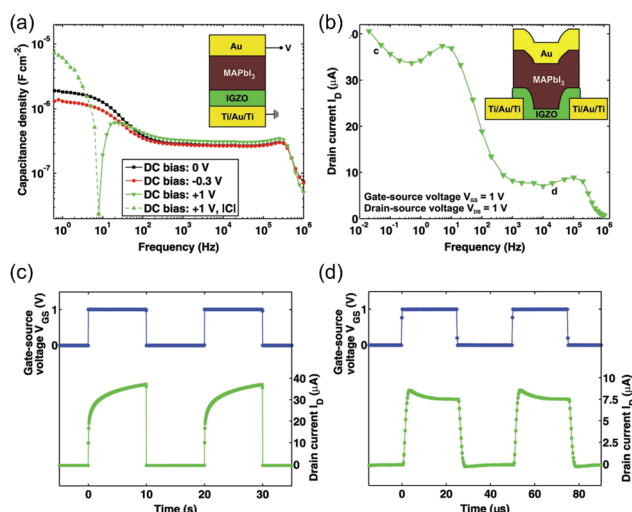 (a)
Capacitance density (F cm⁻²)
10⁻⁵
10⁻⁶
10⁻⁷
Au
V
MAPbI₃
IGZO
Ti/Au/Ti
DC bias: 0 V
DC bias: -0.3 V
DC bias: +1 V
DC bias: +1 V, |C|
10⁰ 10¹ 10² 10³ 10⁴ 10⁵ 10⁶
Frequency (Hz)
(b)
Drain current I_D (μA)
40
30
20
10
0
c
d
Au
MAPbI₃
Ti/Au/Ti
IGZO
Ti/Au/Ti
Gate-source voltage V_GS = 1 V
Drain-source voltage V_DS = 1 V
10⁻² 10⁻¹ 10⁰ 10¹ 10² 10³ 10⁴ 10⁵ 10⁶
Frequency (Hz)
(c)
Gate-source
voltage V_GS (V)
1
0
40
30
20
10
0
Drain current I_D (μA)
0 10 20 30
Time (s)
(d)
Gate-source
voltage V_GS (V)
1
0
10
7.5
5
2.5
0
Drain current I_D (μA)
0 20 40 60 80
Time (μs)